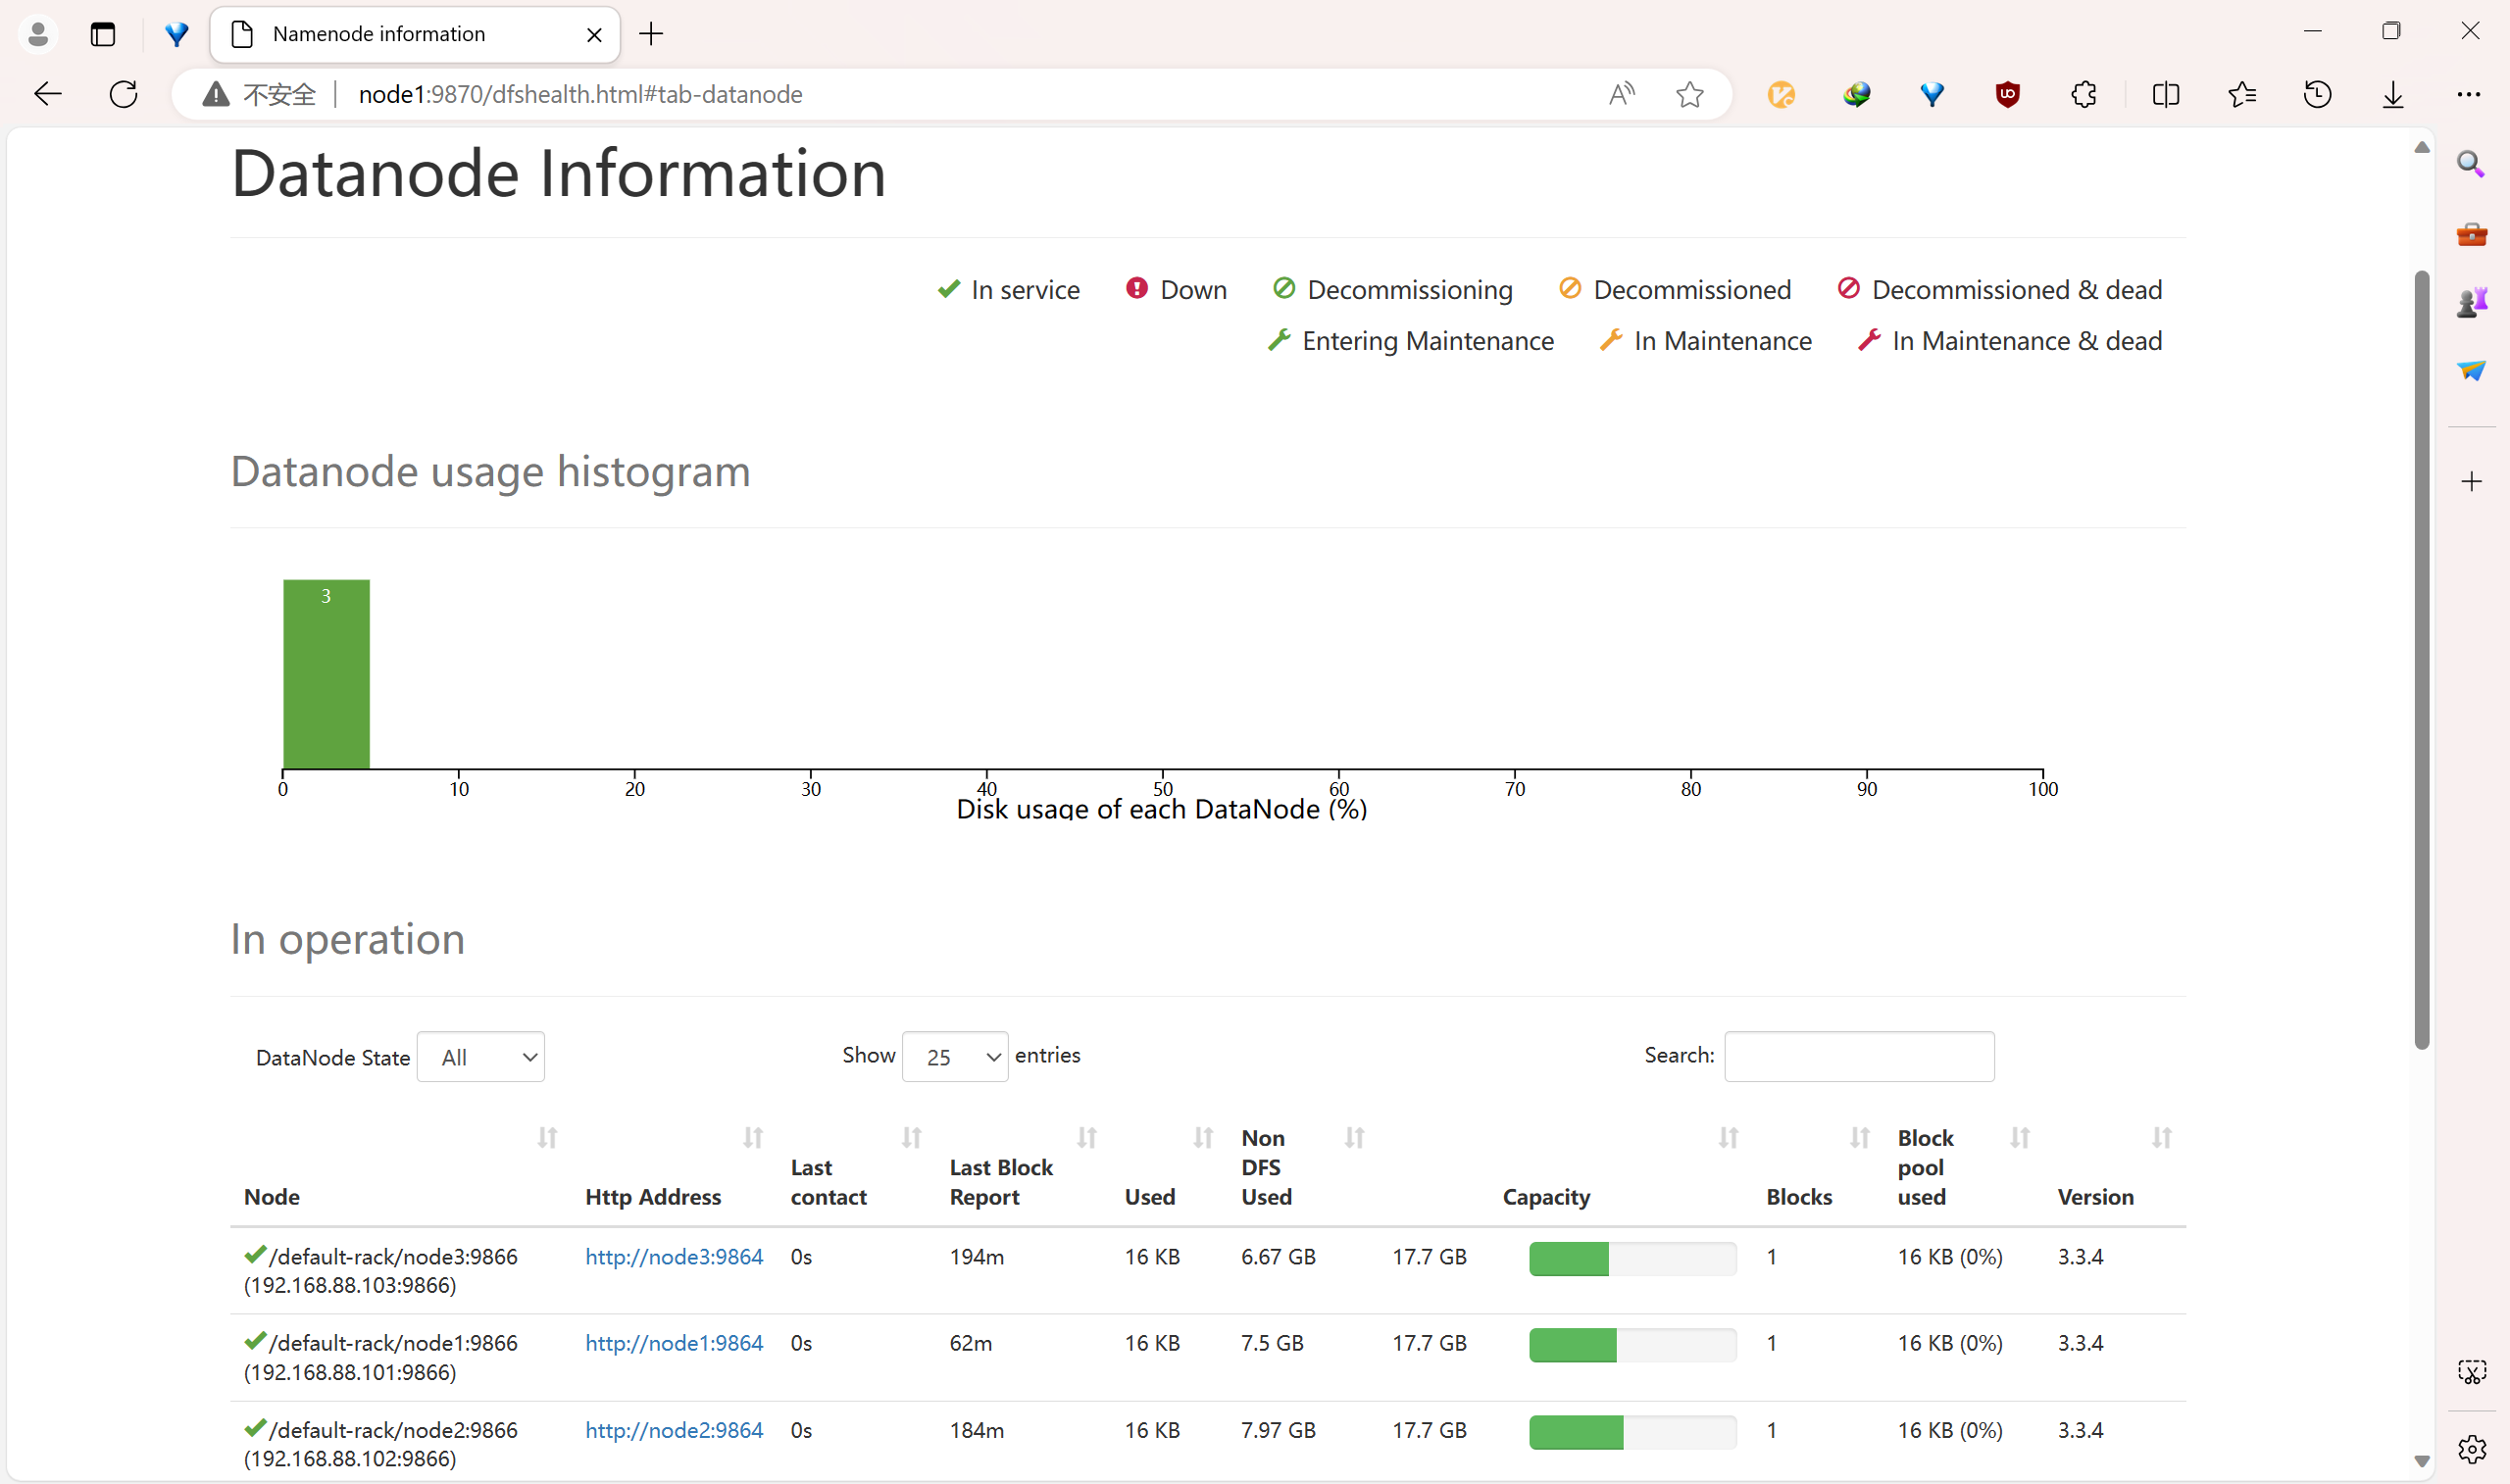 Namenode information
不安全 node1:9870/dfshealth.html#tab-datanode
Datanode Information
In service Down Decommissioning Decommissioned Decommissioned & dead
Entering Maintenance In Maintenance In Maintenance & dead
Datanode usage histogram
3
0 10 20 30 40 50 60 70 80 90 100
Disk usage of each DataNode (%)
In operation
DataNode State All Show 25 entries Search:
Node Http Address Last contact Last Block Report Used Non DFS Used Capacity Blocks Block pool used Version
/default-rack/node3:9866 http://node3:9864 0s 194m 16 KB 6.67 GB 17.7 GB 1 16 KB (0%) 3.3.4
(192.168.88.103:9866)
/default-rack/node1:9866 http://node1:9864 0s 62m 16 KB 7.5 GB 17.7 GB 1 16 KB (0%) 3.3.4
(192.168.88.101:9866)
/default-rack/node2:9866 http://node2:9864 0s 184m 16 KB 7.97 GB 17.7 GB 1 16 KB (0%) 3.3.4
(192.168.88.102:9866)